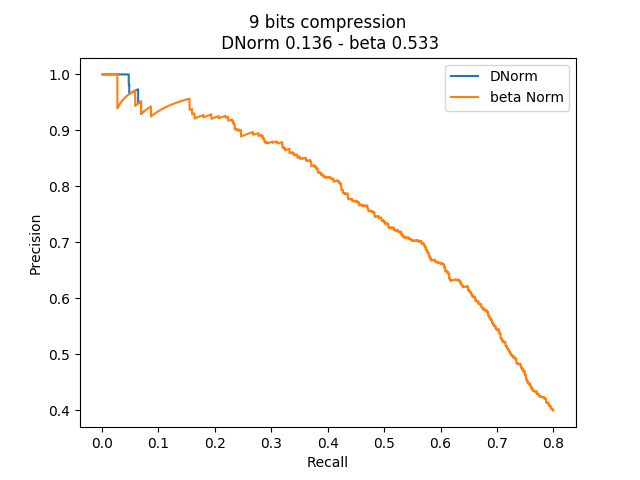 9 bits compression
DNorm 0.136 - beta 0.533
DNorm
beta Norm
Precision
1.0
0.9
0.8
0.7
0.6
0.5
0.4
0.0 0.1 0.2 0.3 0.4 0.5 0.6 0.7 0.8
Recall